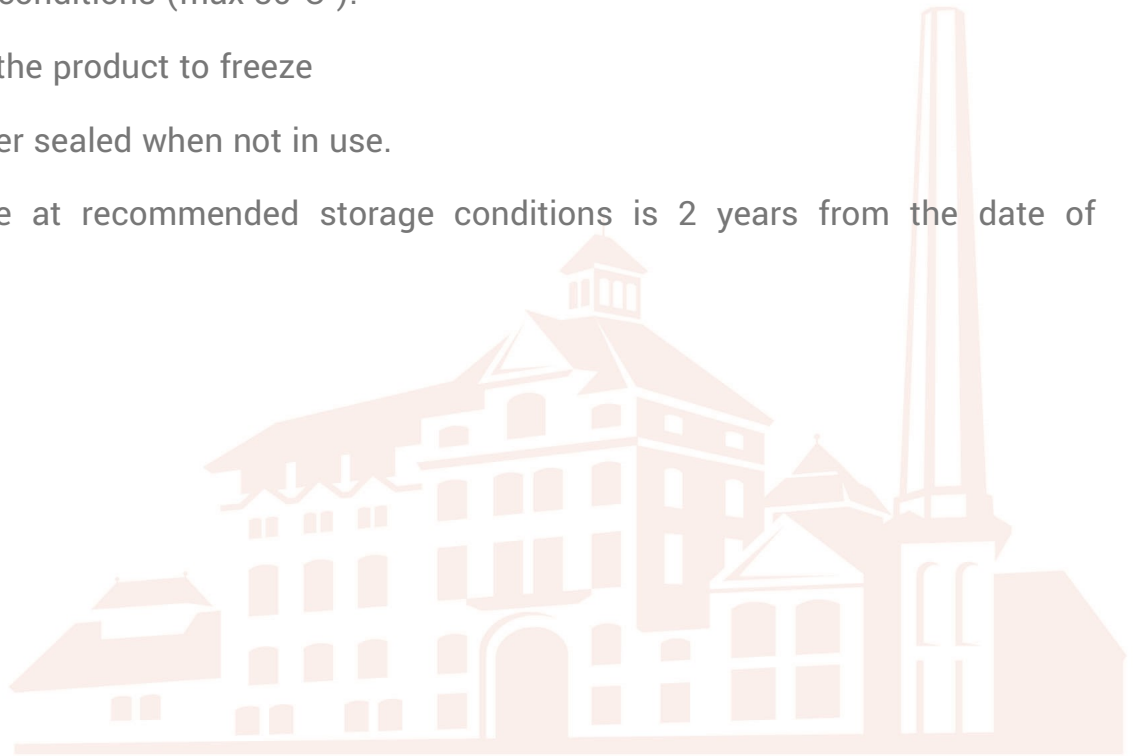 conditions (max
the product to freeze
er sealed when not in use.
e at recommended storage conditions is 2 years from the date of